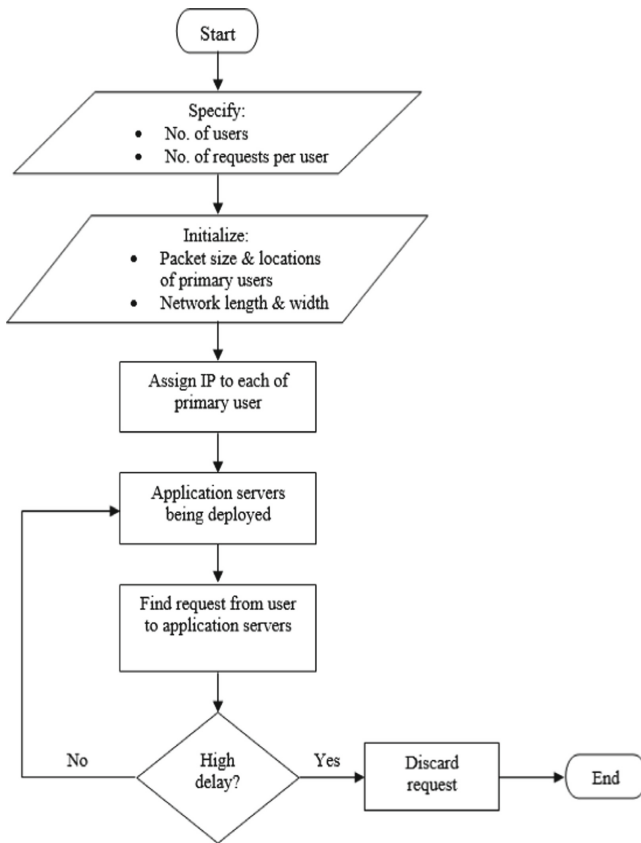 Start
Specify:
• No. of users
• No. of requests per user
Initialize:
• Packet size & locations
of primary users
• Network length & width
Assign IP to each of
primary user
Application servers
being deployed
Find request from user
to application servers
No
High
delay?
Yes
Discard
request
End